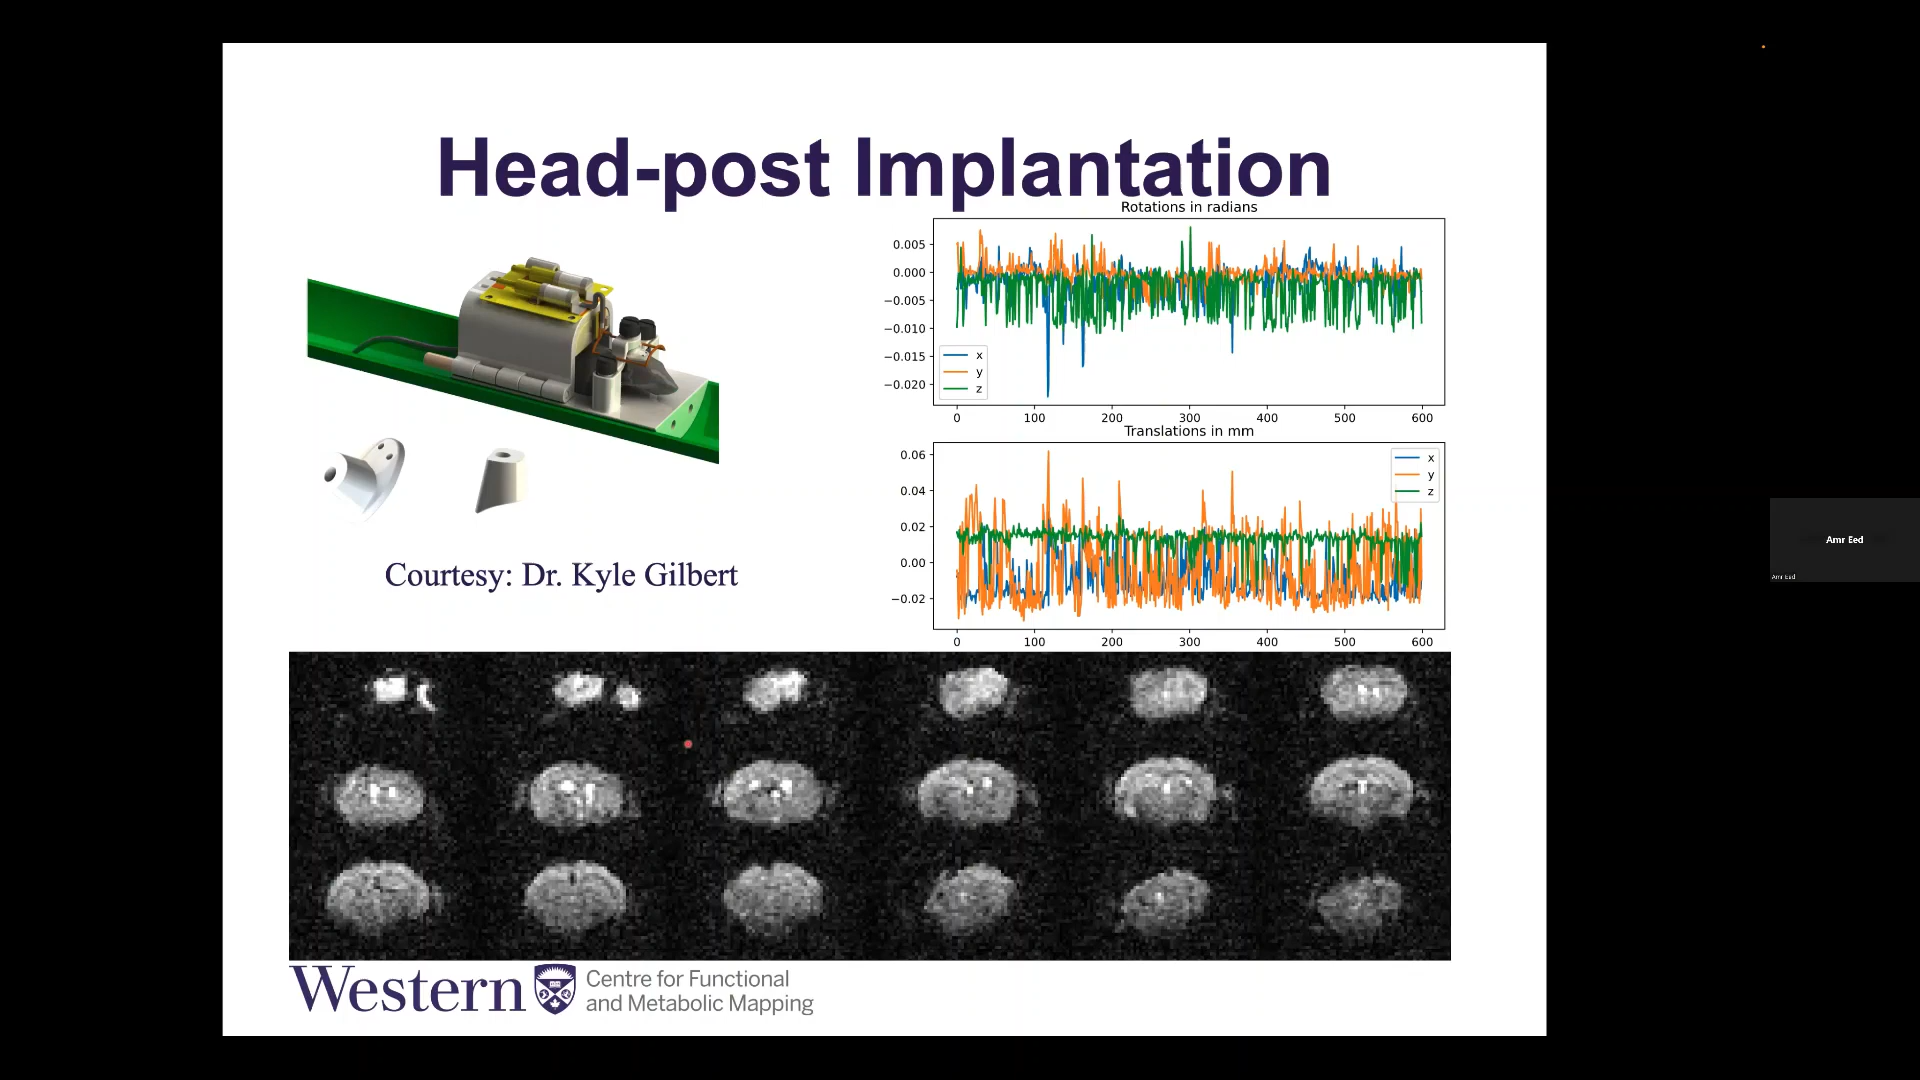 Head-post Implantation
Rotations in radians
0.005
0.000
−0.005
−0.010
−0.015
−0.020
x
y
z
0 100 200 300 400 500 600
Translations in mm
0.06
0.04
0.02
0.00
−0.02
x
y
z
0 100 200 300 400 500 600
Courtesy: Dr. Kyle Gilbert
Western
Centre for Functional
and Metabolic Mapping
Amr Eed
Amr Eed